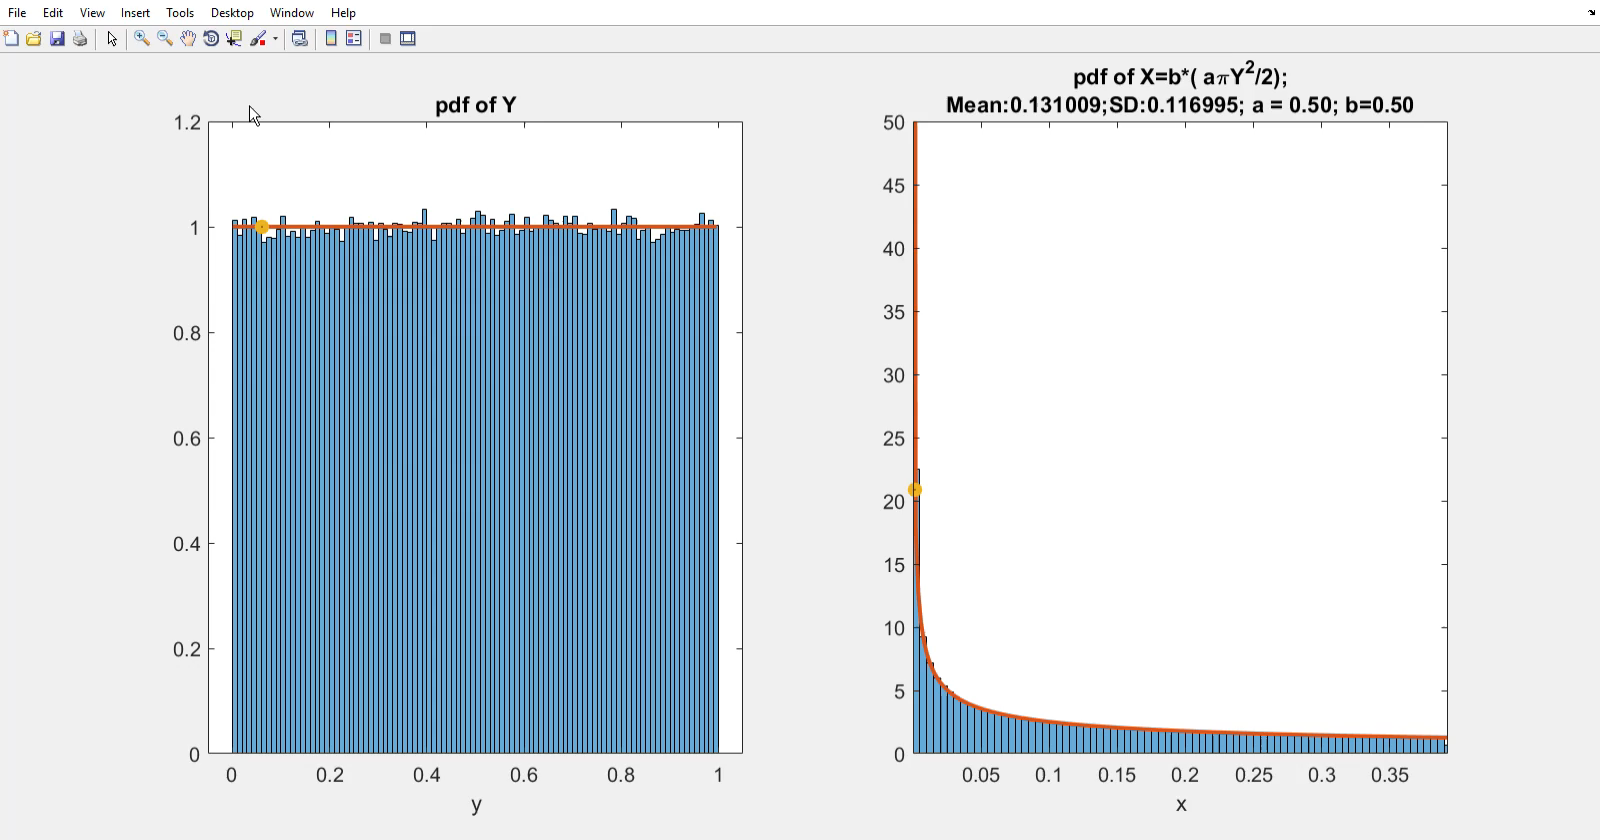 File Edit View Insert Tools Desktop Window Help
pdf of Y
1.2
1
0.8
0.6
0.4
0.2
0
0 0.2 0.4 0.6 0.8 1
y
pdf of X=b*( aπY²/2);
Mean:0.131009;SD:0.116995; a = 0.50; b=0.50
50
45
40
35
30
25
20
15
10
5
0
0.05 0.1 0.15 0.2 0.25 0.3 0.35
x